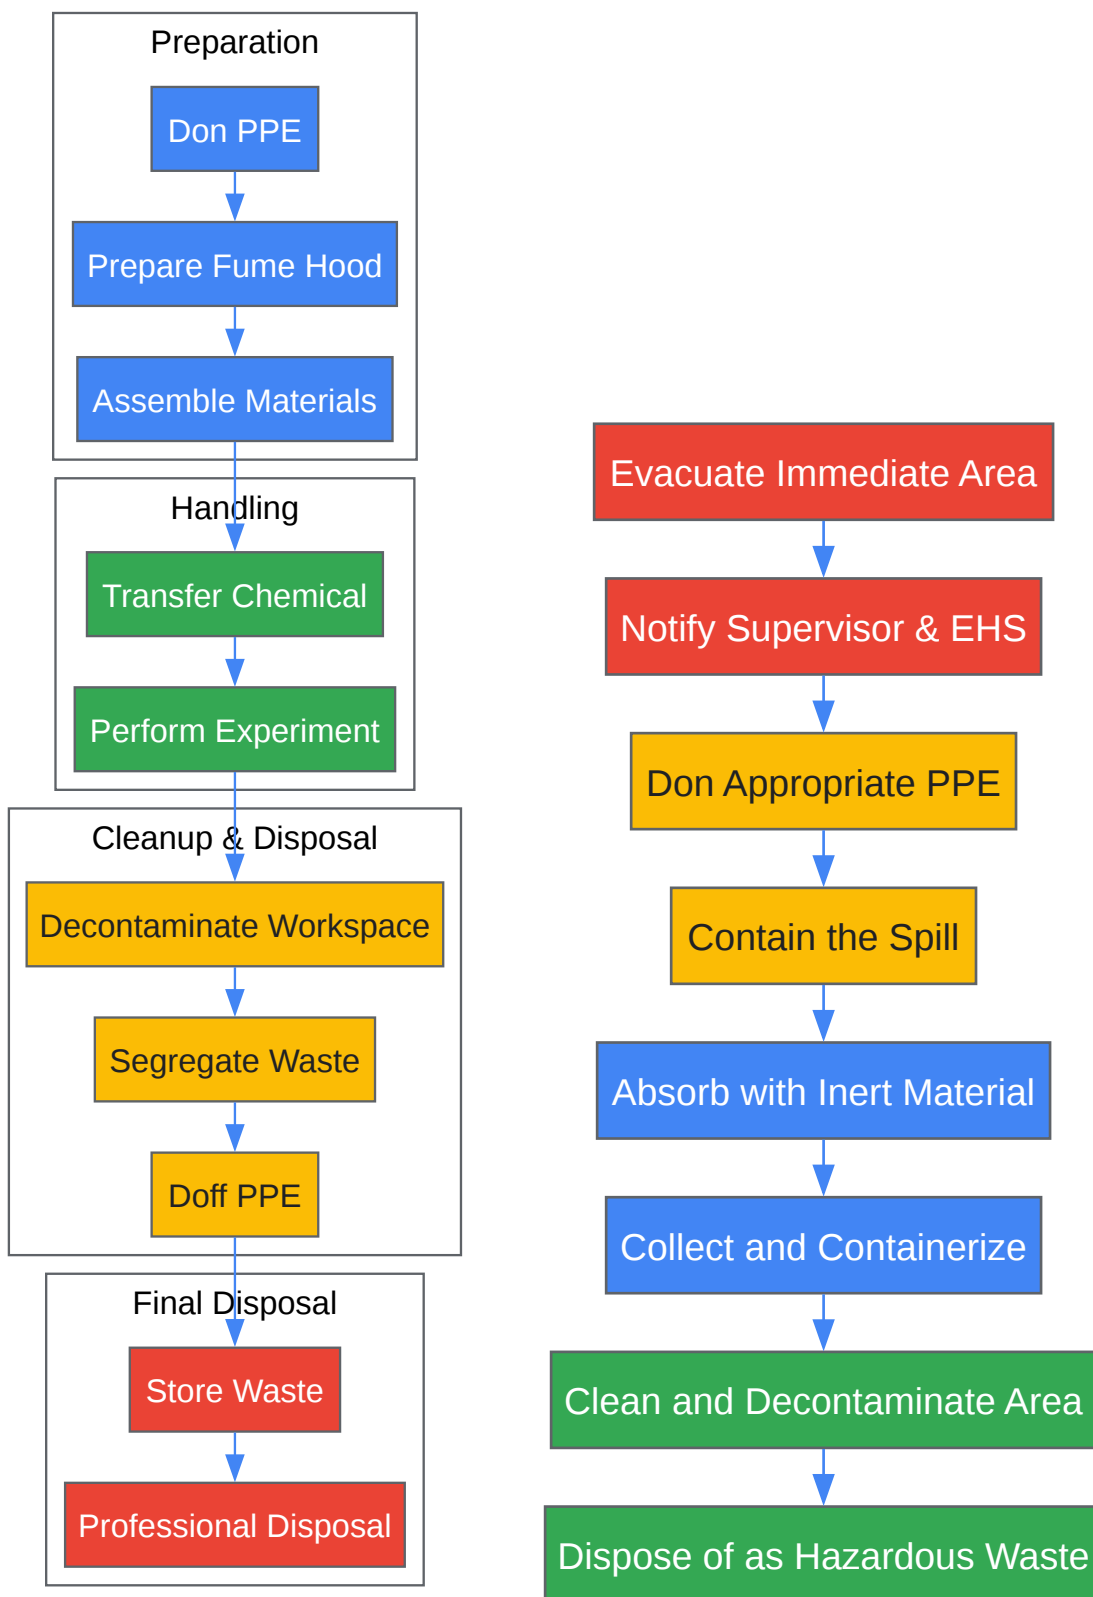 Preparation
Don PPE
Prepare Fume Hood
Assemble Materials
Handling
Transfer Chemical
Perform Experiment
Cleanup & Disposal
Decontaminate Workspace
Segregate Waste
Doff PPE
Final Disposal
Store Waste
Professional Disposal
Evacuate Immediate Area
Notify Supervisor & EHS
Don Appropriate PPE
Contain the Spill
Absorb with Inert Material
Collect and Containerize
Clean and Decontaminate Area
Dispose of as Hazardous Waste